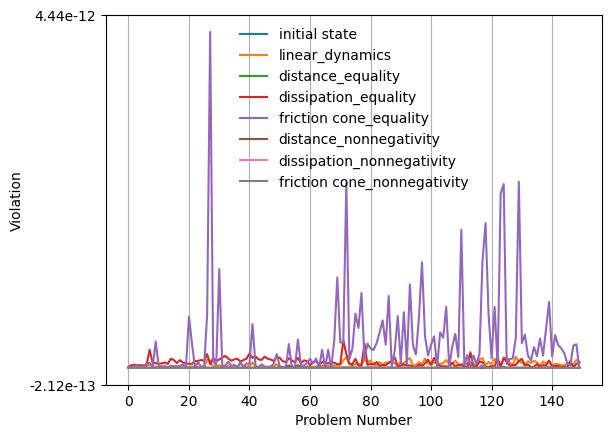 4.44e-12
initial state
linear_dynamics
distance_equality
dissipation_equality
friction cone_equality
distance_nonnegativity
dissipation_nonnegativity
friction cone_nonnegativity
Violation
-2.12e-13
0 20 40 60 80 100 120 140
Problem Number